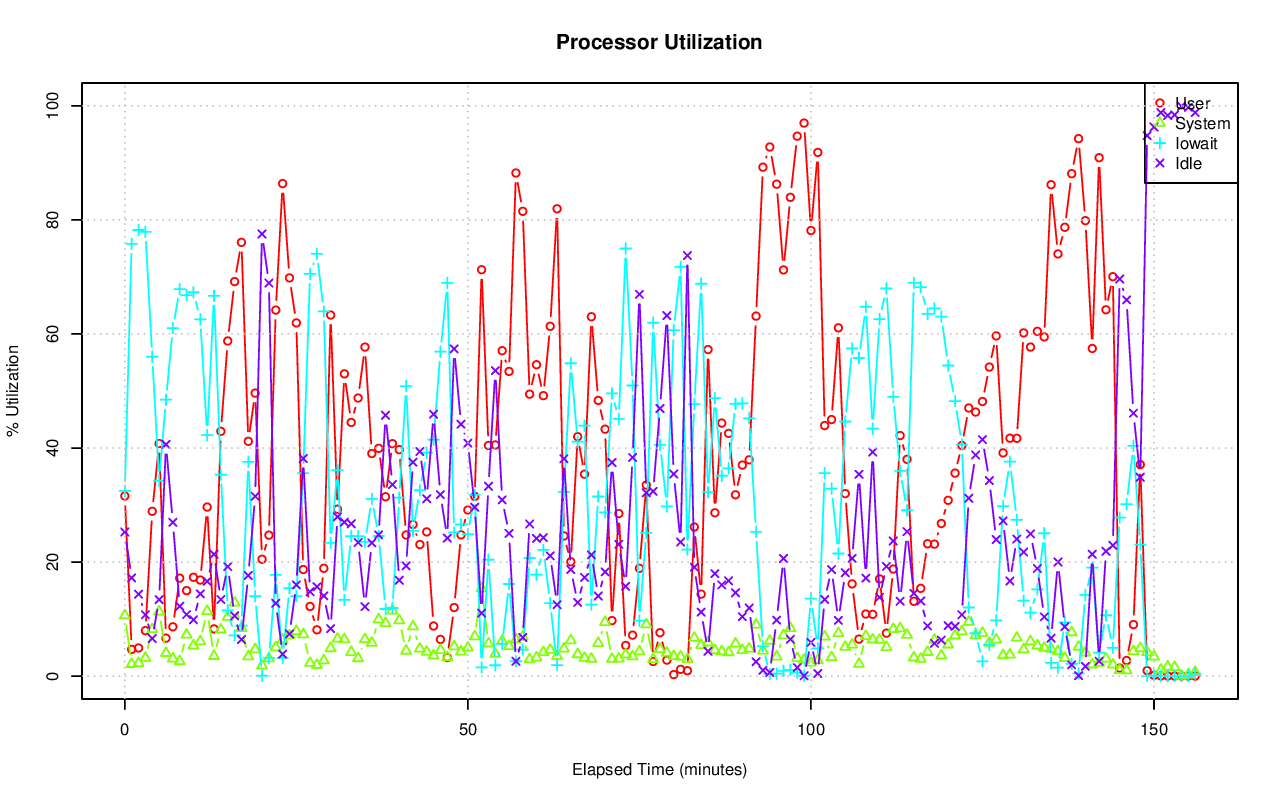 Processor Utilization
% Utilization
100
80
60
40
20
0
User
System
Iowait
Idle
0 50 100 150
Elapsed Time (minutes)